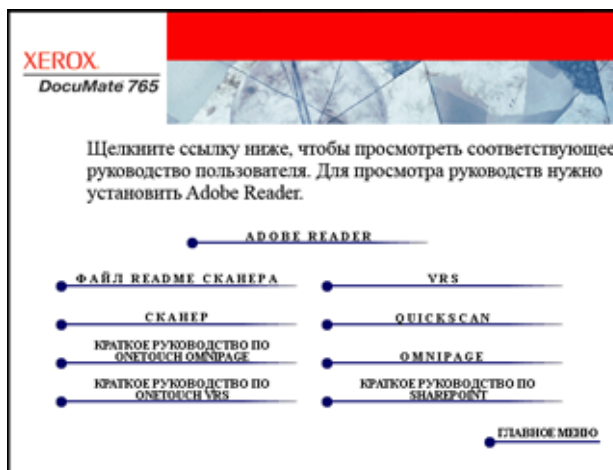 XEROX.
DocuMate 765
Щелкните ссылку ниже, чтобы просмотреть соответствующее
руководство пользователя. Для просмотра руководств нужно
установить Adobe Reader.
ADOBE READER
ФАЙЛ README СКАНЕРА
VRS
СКАНЕР
QUICKSCAN
КРАТКОЕ РУКОВОДСТВО ПО
ONETOUCH OMNIPAGE
OMNIPAGE
КРАТКОЕ РУКОВОДСТВО ПО
ONETOUCH VRS
КРАТКОЕ РУКОВОДСТВО ПО
SHAREPOINT
ГЛАВНОЕ МЕНЮ